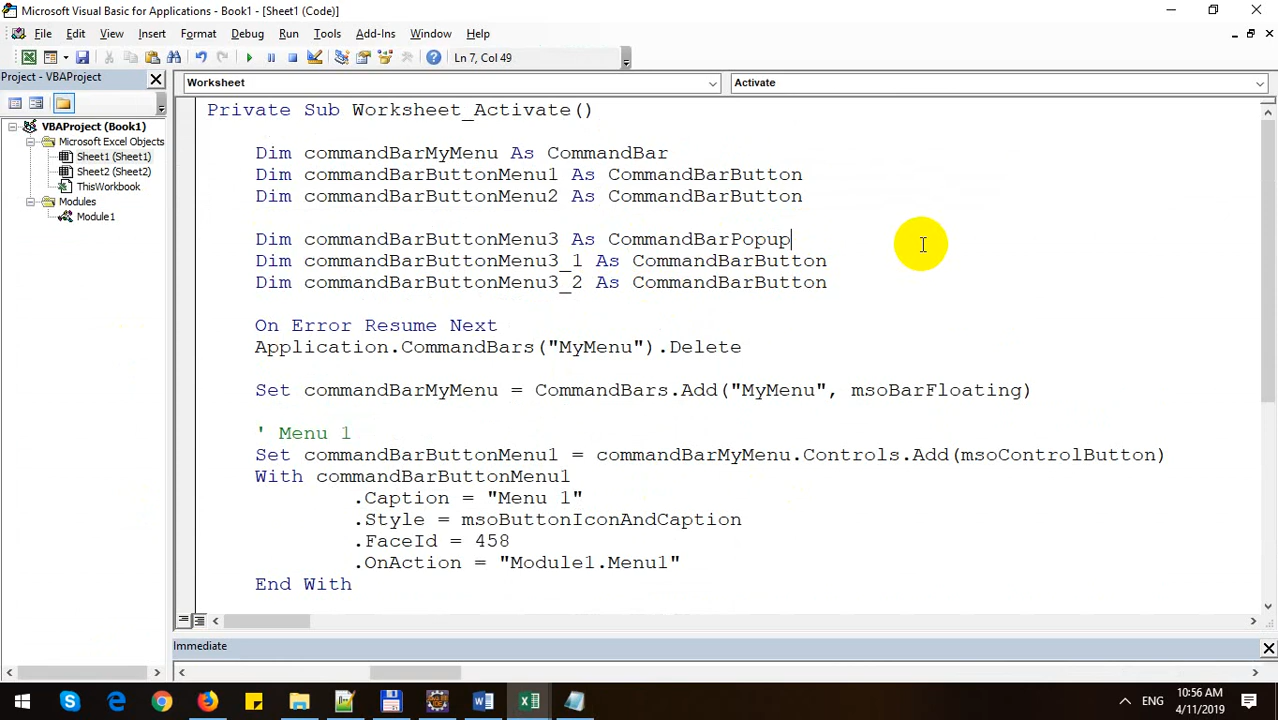 Microsoft Visual Basic for Applications - Book1 - [Sheet1 (Code)]
File Edit View Insert Format Debug Run Tools Add-Ins Window Help
Ln 7, Col 49
Project - VBAProject
Worksheet
Activate
VBAProject (Book1)
Microsoft Excel Objects
Sheet1 (Sheet1)
Sheet2 (Sheet2)
ThisWorkbook
Modules
Module1
Private Sub Worksheet_Activate()
Dim commandBarMyMenu As CommandBar
Dim commandBarButtonMenu1 As CommandBarButton
Dim commandBarButtonMenu2 As CommandBarButton
Dim commandBarButtonMenu3 As CommandBarPopup
Dim commandBarButtonMenu3_1 As CommandBarButton
Dim commandBarButtonMenu3_2 As CommandBarButton
On Error Resume Next
Application.CommandBars("MyMenu").Delete
Set commandBarMyMenu = CommandBars.Add("MyMenu", msoBarFloating)
' Menu 1
Set commandBarButtonMenu1 = commandBarMyMenu.Controls.Add(msoControlButton)
With commandBarButtonMenu1
.Caption = "Menu 1"
.Style = msoButtonIconAndCaption
.FaceId = 458
.OnAction = "Module1.Menu1"
End With
Immediate
ENG
10:56 AM
4/11/2019